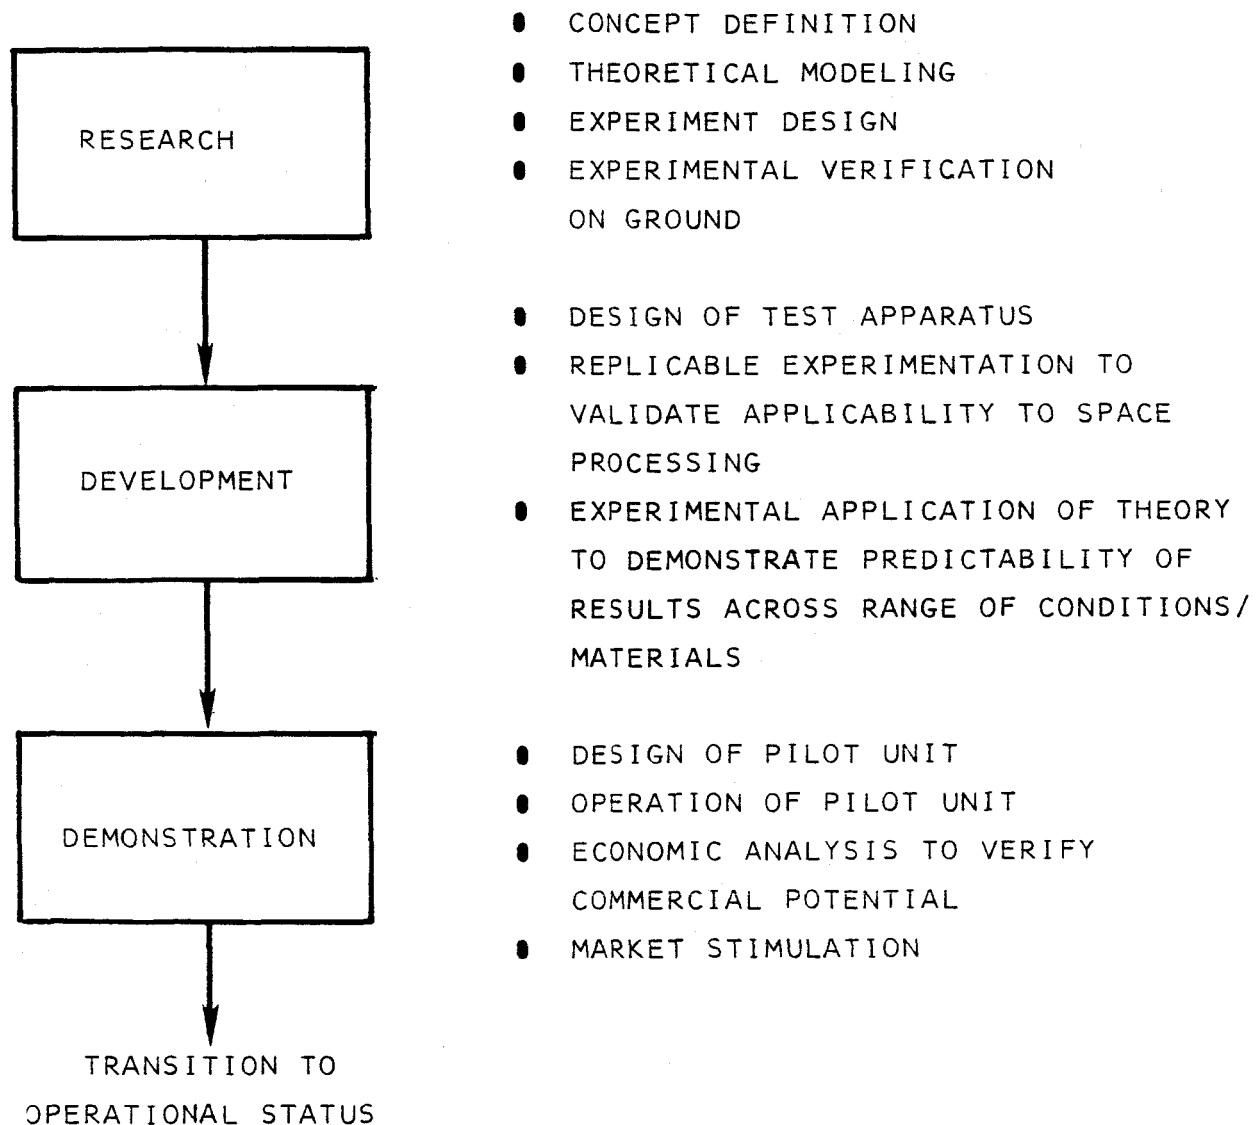 ● CONCEPT DEFINITION
● THEORETICAL MODELING
● EXPERIMENT DESIGN
● EXPERIMENTAL VERIFICATION
ON GROUND
RESEARCH
● DESIGN OF TEST APPARATUS
● REPLICABLE EXPERIMENTATION TO
VALIDATE APPLICABILITY TO SPACE
PROCESSING
● EXPERIMENTAL APPLICATION OF THEORY
TO DEMONSTRATE PREDICTABILITY OF
RESULTS ACROSS RANGE OF CONDITIONS/
MATERIALS
DEVELOPMENT
● DESIGN OF PILOT UNIT
● OPERATION OF PILOT UNIT
● ECONOMIC ANALYSIS TO VERIFY
COMMERCIAL POTENTIAL
● MARKET STIMULATION
DEMONSTRATION
TRANSITION TO
OPERATIONAL STATUS